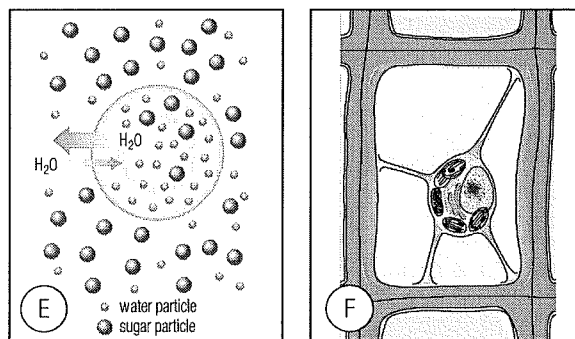 H₂O
H₂O
E
water particle
sugar particle
F